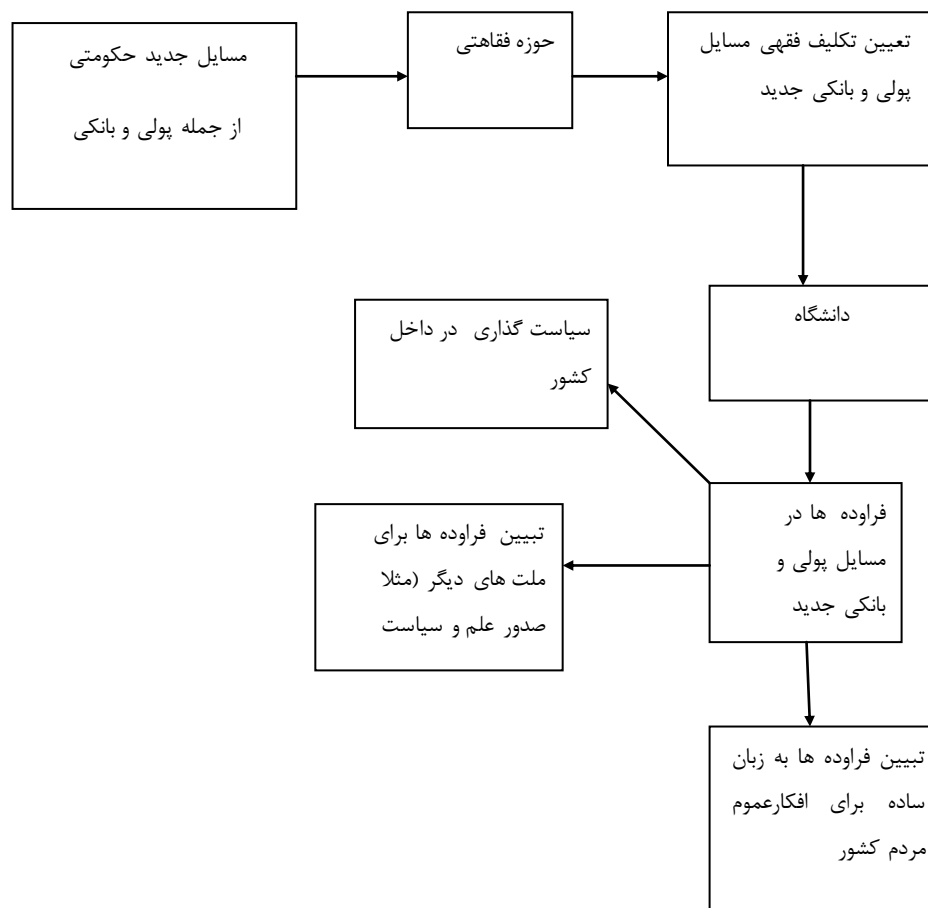 مسایل جدید حکومتی
از جمله پولی و بانکی
حوزه فقاهتی
تعیین تکلیف فقهی مسایل
پولی و بانکی جدید
دانشگاه
سیاست گذاری در داخل
کشور
فراوده ها در
مسایل پولی و
بانکی جدید
تبیین فراوده ها برای
ملت های دیگر (مثلا
صدور علم و سیاست
تبیین فراوده ها به زبان
ساده برای افکارعموم
مردم کشور